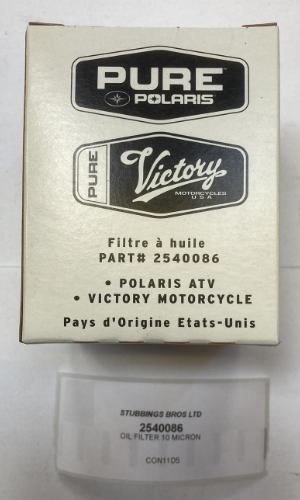 PURE
POLARIS
PURE
Victory
MOTORCYCLES
USA
Filtre à huile
PART# 2540086
• POLARIS ATV
• VICTORY MOTORCYCLE
Pays d'Origine Etats-Unis
STUBBINGS BROS LTD
2540086
OIL FILTER 10 MICRON
CON11D5